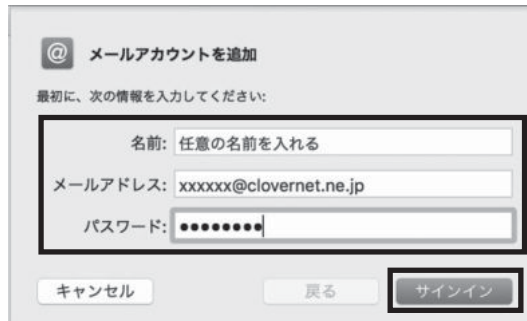 @ メールアカウントを追加
最初に、次の情報を入力してください:
名前: 任意の名前を入れる
メールアドレス: xxxxxx@clovernet.ne.jp
パスワード: ●●●●●●●●
キャンセル 戻る サインイン